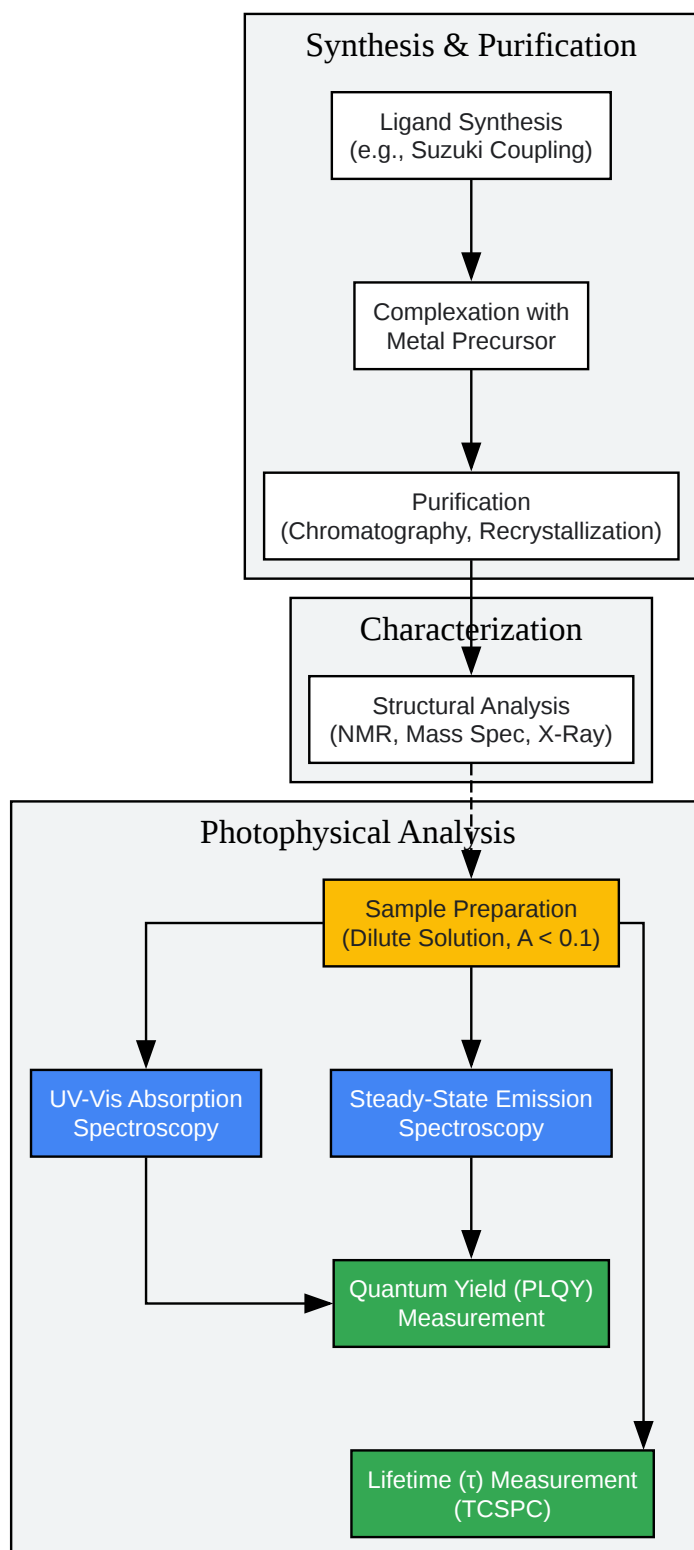 Synthesis & Purification
Ligand Synthesis
(e.g., Suzuki Coupling)
Complexation with
Metal Precursor
Purification
(Chromatography, Recrystallization)
Characterization
Structural Analysis
(NMR, Mass Spec, X-Ray)
Photophysical Analysis
Sample Preparation
(Dilute Solution, A < 0.1)
UV-Vis Absorption
Spectroscopy
Steady-State Emission
Spectroscopy
Quantum Yield (PLQY)
Measurement
Lifetime (τ) Measurement
(TCSPC)